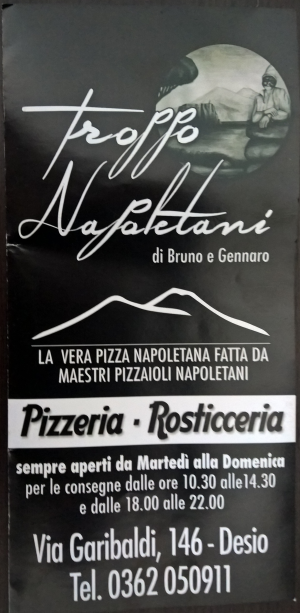 Troppo
Napoletani
di Bruno e Gennaro
LA VERA PIZZA NAPOLETANA FATTA DA
MAESTRI PIZZAIOLI NAPOLETANI
Pizzeria · Rosticceria
sempre aperti da Martedì alla Domenica
per le consegne dalle ore 10.30 alle14.30
e dalle 18.00 alle 22.00
Via Garibaldi, 146 - Desio
Tel. 0362 050911